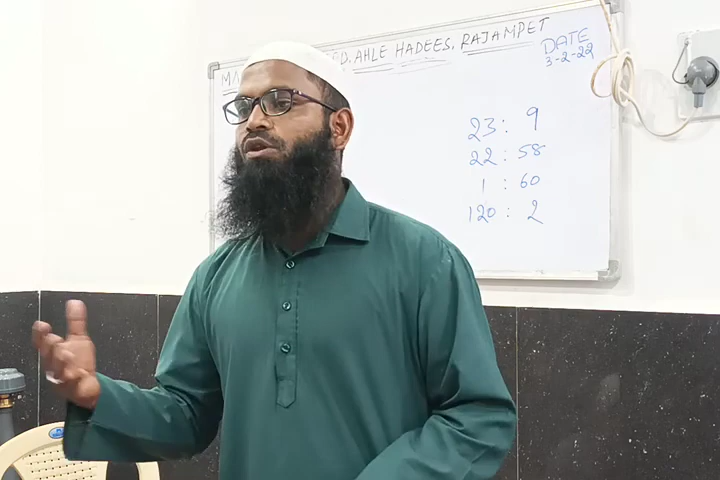 AHLE HADEES, RAJAMPET
DATE
3-2-22
23: 9
22: 58
1: 60
120: 2